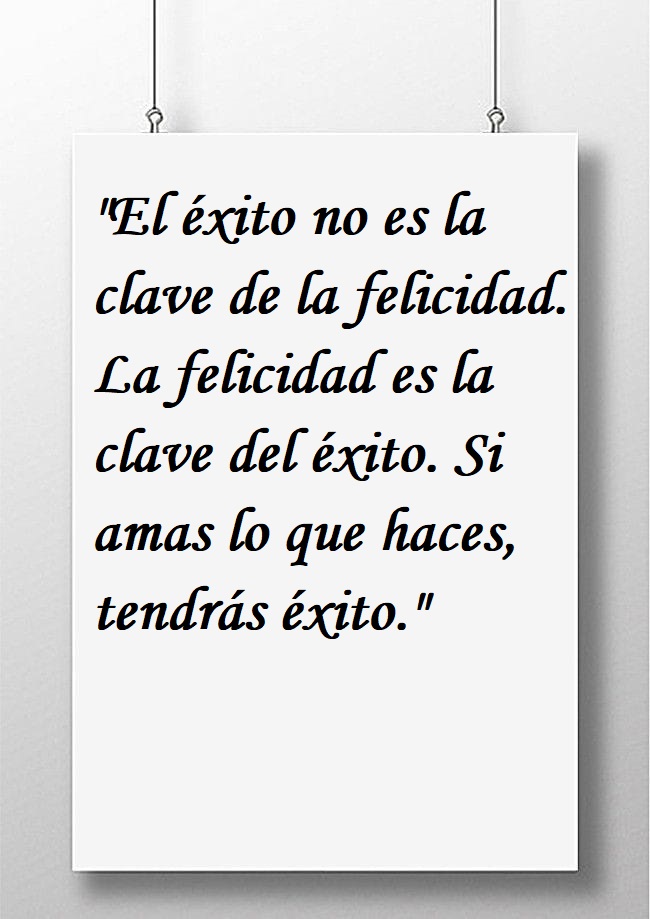 "El éxito no es la
clave de la felicidad.
La felicidad es la
clave del éxito. Si
amas lo que haces,
tendrás éxito."